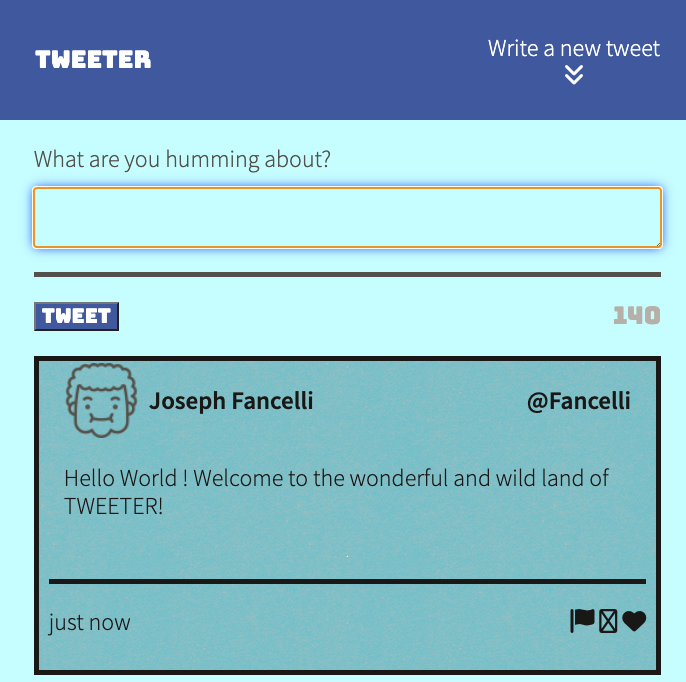 TWEETER
Write a new tweet
What are you humming about?
TWEET
140
Joseph Fancelli
@Fancelli
Hello World ! Welcome to the wonderful and wild land of
TWEETER!
just now